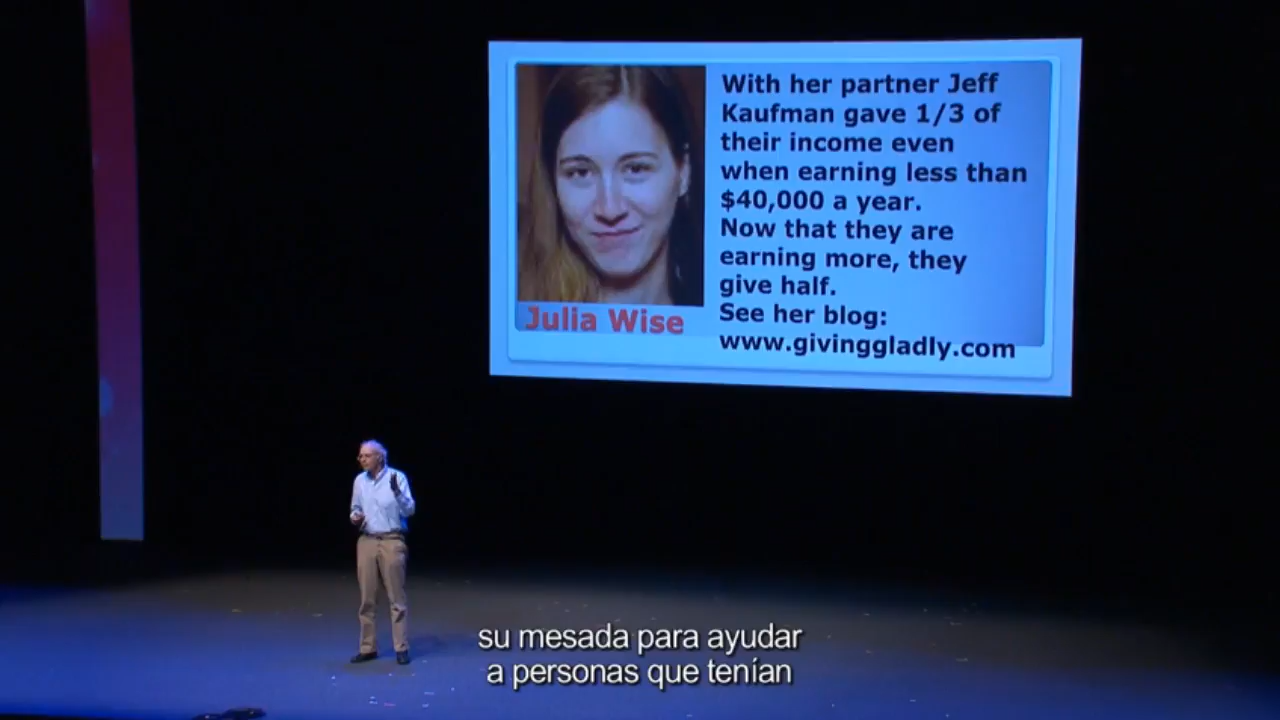 With her partner Jeff
Kaufman gave 1/3 of
their income even
when earning less than
$40,000 a year.
Now that they are
earning more, they
give half.
See her blog:
www.givinggladly.com
Julia Wise
su mesada para ayudar
a personas que tenían